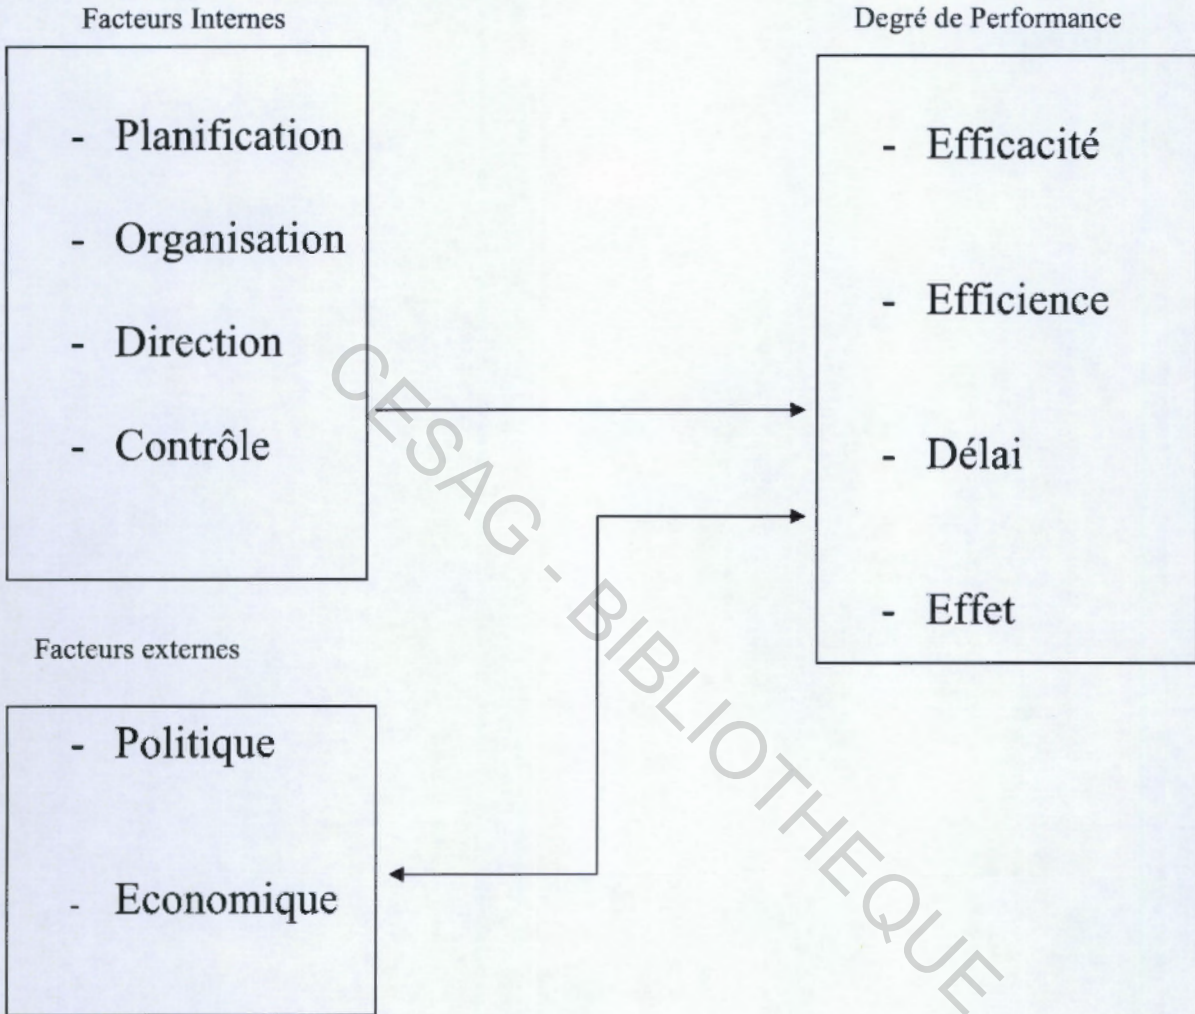 Facteurs Internes
- Planification
- Organisation
- Direction
- Contrôle
Degré de Performance
- Efficacité
- Efficience
- Délai
- Effet
Facteurs externes
- Politique
- Economique
CESAG - BIBLIOTHEQUE